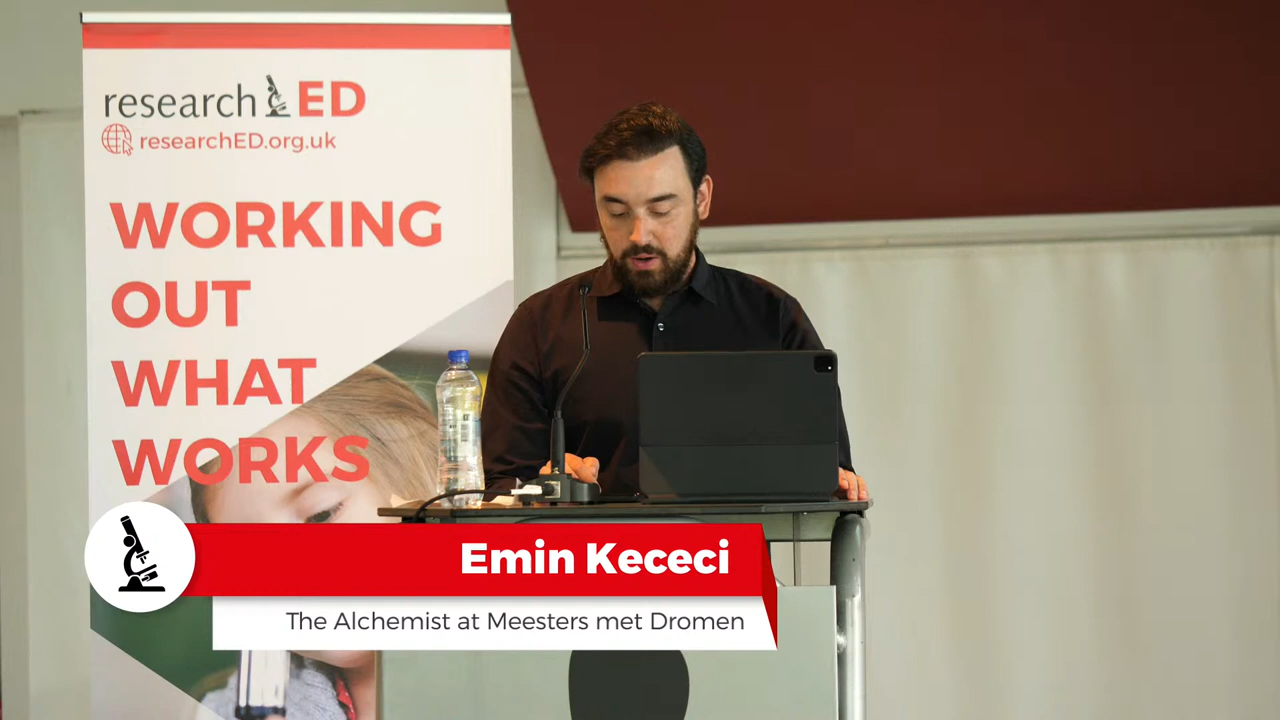 researchED
researchED.org.uk
WORKING
OUT
WHAT
WORKS
Emin Kececi
The Alchemist at Meesters met Dromen